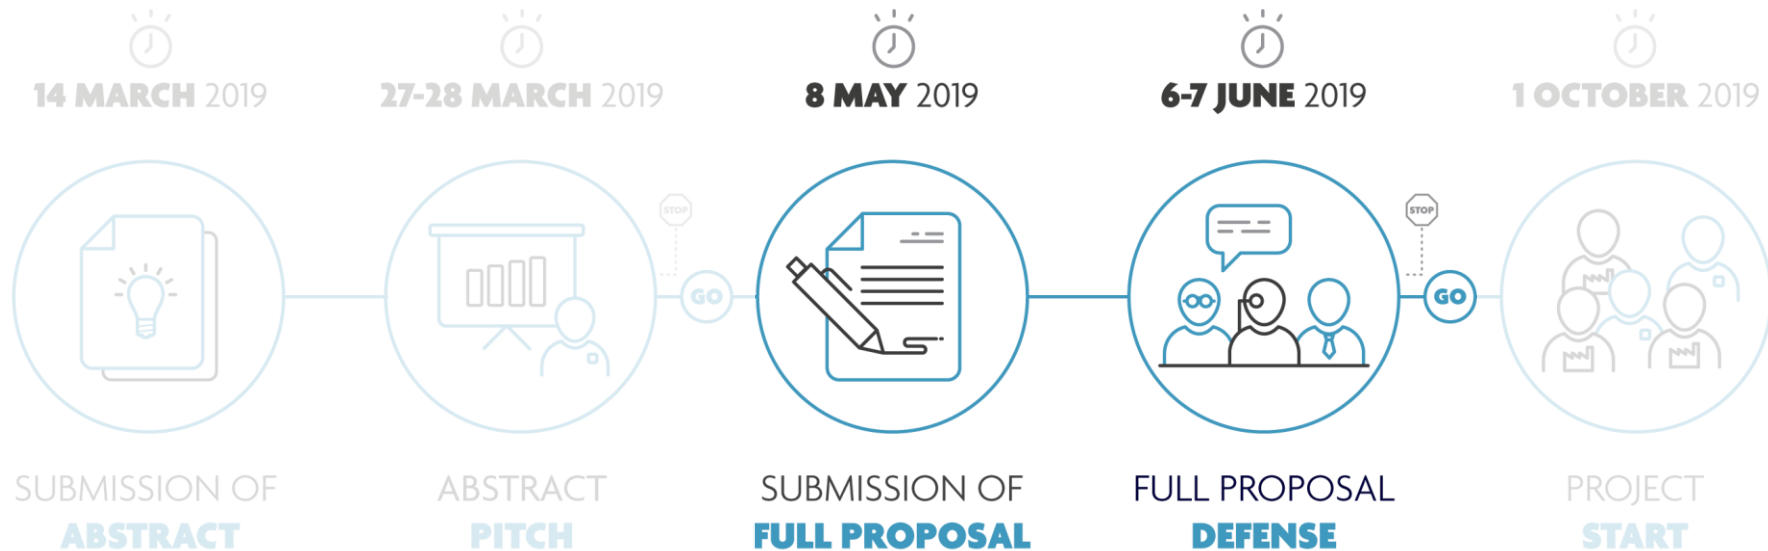 14 MARCH 2019
27-28 MARCH 2019
8 MAY 2019
6-7 JUNE 2019
1 OCTOBER 2019
STOP
GO
STOP
GO
SUBMISSION OF
ABSTRACT
ABSTRACT
PITCH
SUBMISSION OF
FULL PROPOSAL
FULL PROPOSAL
DEFENSE
PROJECT
START